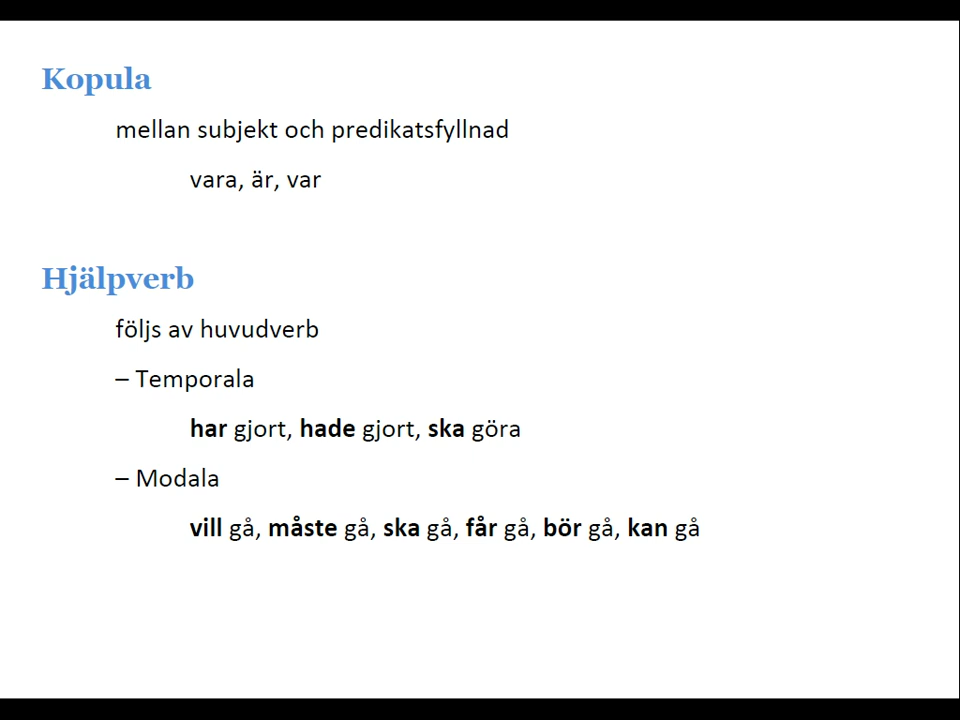 Kopula
mellan subjekt och predikatsfyllnad
vara, är, var
Hjälpverb
följs av huvudverb
– Temporala
har gjort, hade gjort, ska göra
– Modala
vill gå, måste gå, ska gå, får gå, bör gå, kan gå